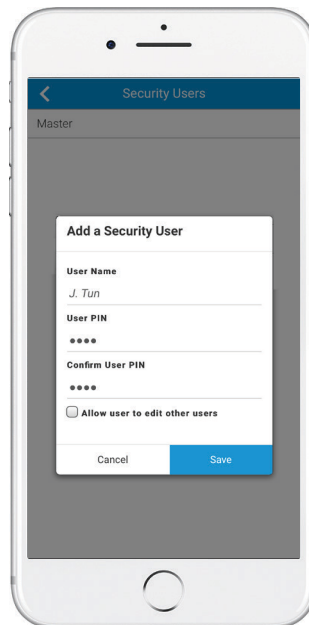 Security Users
Master
Add a Security User
User Name
J. Tun
User PIN
••••
Confirm User PIN
••••
Allow user to edit other users
Cancel
Save